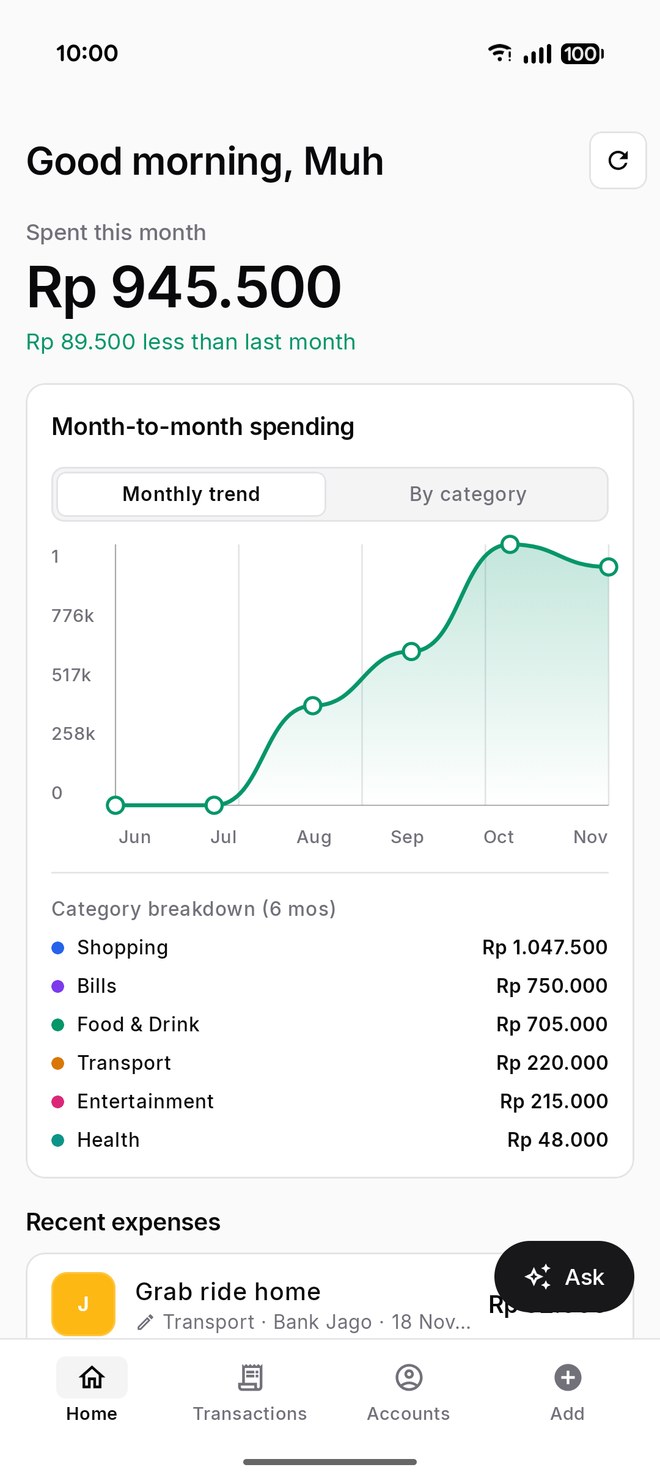 10:00
100
Good morning, Muh
Spent this month
Rp 945.500
Rp 89.500 less than last month
Month-to-month spending
Monthly trend
By category
1
776k
517k
258k
0
Jun Jul Aug Sep Oct Nov
Category breakdown (6 mos)
Shopping Rp 1.047.500
Bills Rp 750.000
Food & Drink Rp 705.000
Transport Rp 220.000
Entertainment Rp 215.000
Health Rp 48.000
Recent expenses
Ask
J
Grab ride home
Rp
Transport · Bank Jago · 18 Nov...
Home Transactions Accounts Add